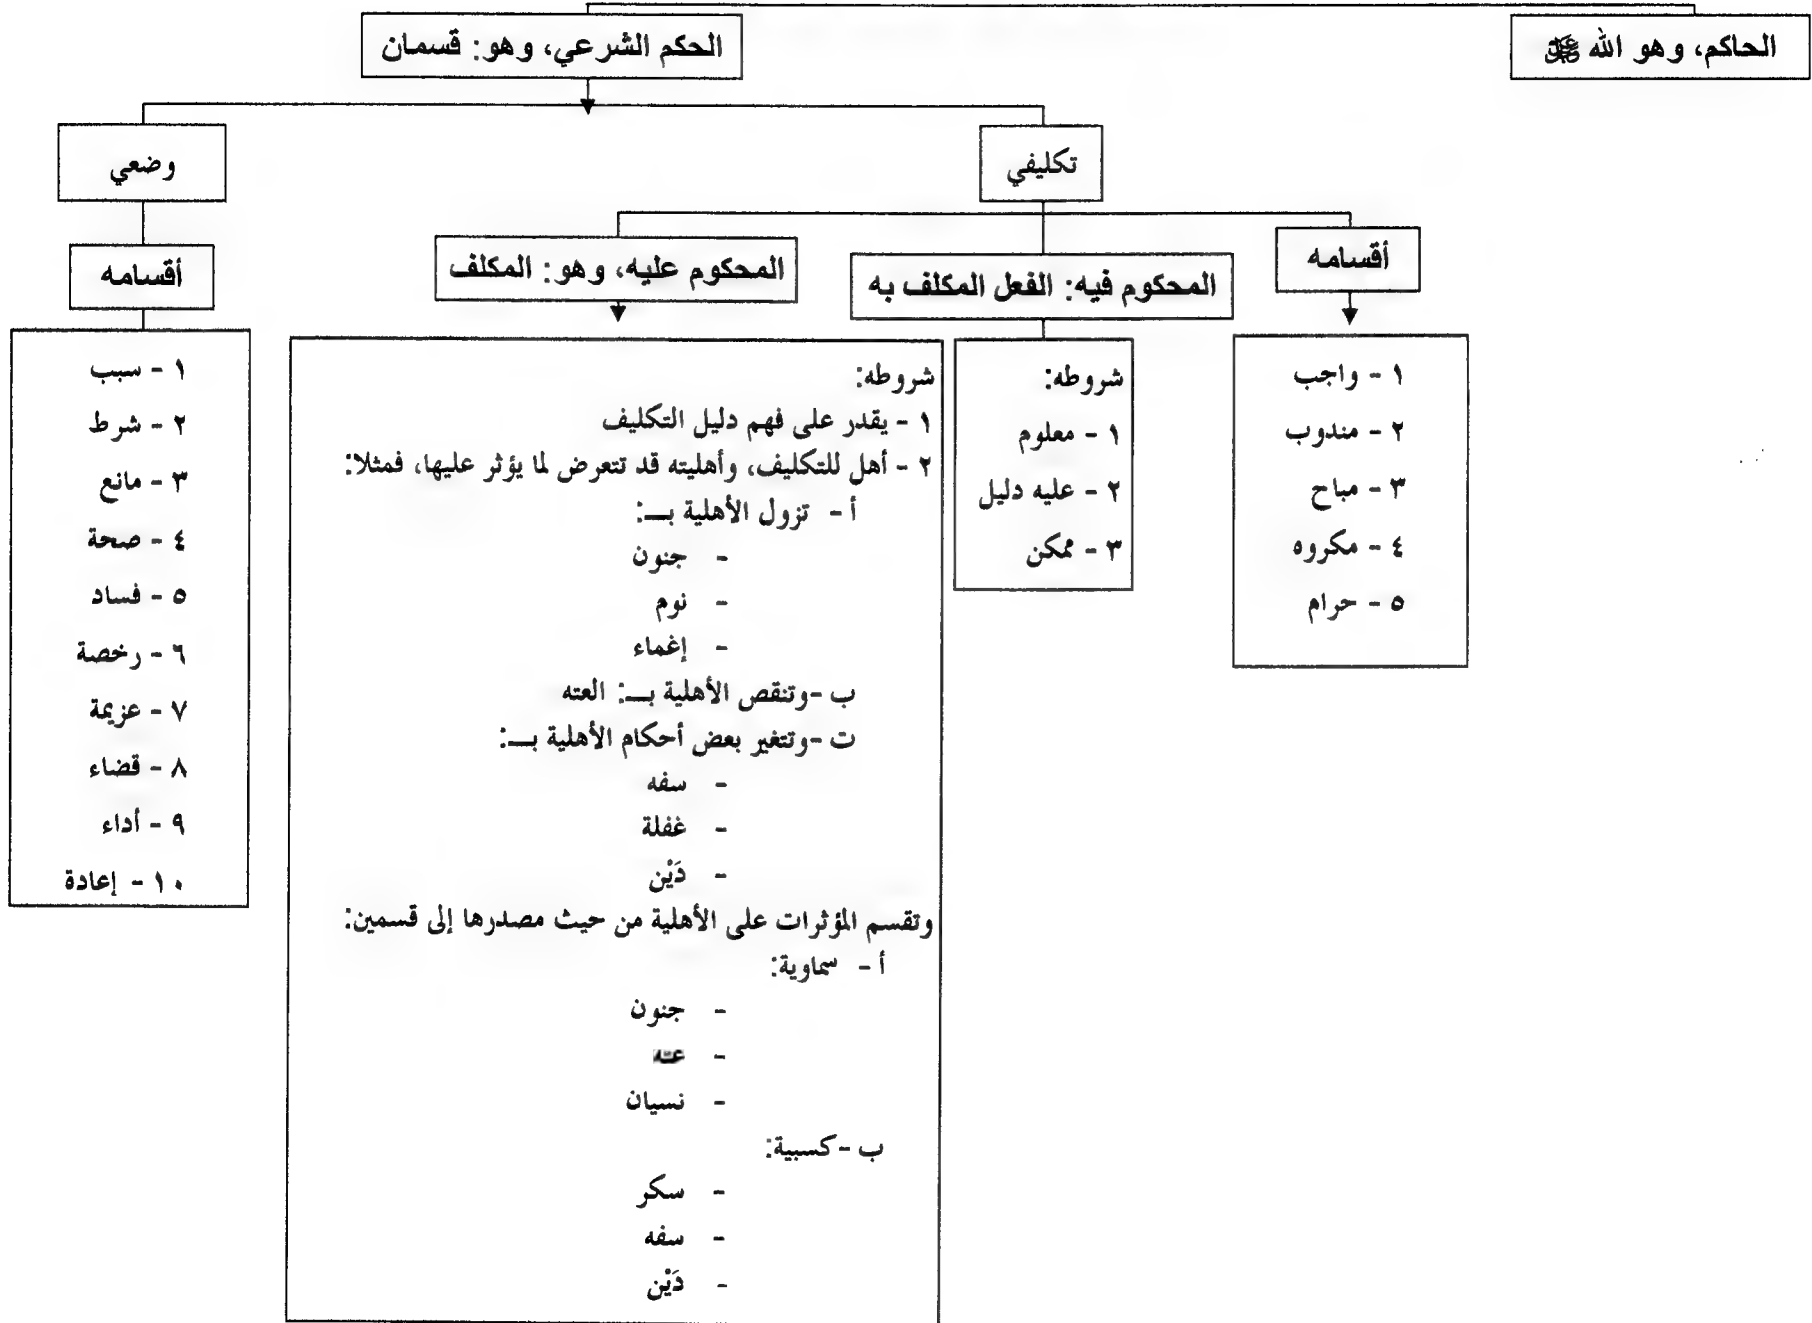 الحاكم، وهو الله ﷻ
الحكم الشرعي، وهو: قسمان
تكليفي
وضعي
أقسامه
١ - واجب
٢ - مندوب
٣ - مباح
٤ - مكروه
٥ - حرام
المحكوم فيه: الفعل المكلف به
شروطه:
١ - معلوم
٢ - عليه دليل
٣ - ممكن
المحكوم عليه، وهو: المكلف
شروطه:
١ - يقدر على فهم دليل التكليف
٢ - أهل للتكليف، وأهليته قد تتعرض لما يؤثر عليها، فمثلا:
أ - تزول الأهلية بـــ:
- جنون
- نوم
- إغماء
ب -وتنقص الأهلية بـــ: العته
ت -وتتغير بعض أحكام الأهلية بـــ:
- سفه
- غفلة
- دَيْن
وتقسم المؤثرات على الأهلية من حيث مصدرها إلى قسمين:
أ - سماوية:
- جنون
- عته
- نسيان
ب -كسبية:
- سكر
- سفه
- دَيْن
أقسامه
١ - سبب
٢ - شرط
٣ - مانع
٤ - صحة
٥ - فساد
٦ - رخصة
٧ - عزيمة
٨ - قضاء
٩ - أداء
١٠ - إعادة